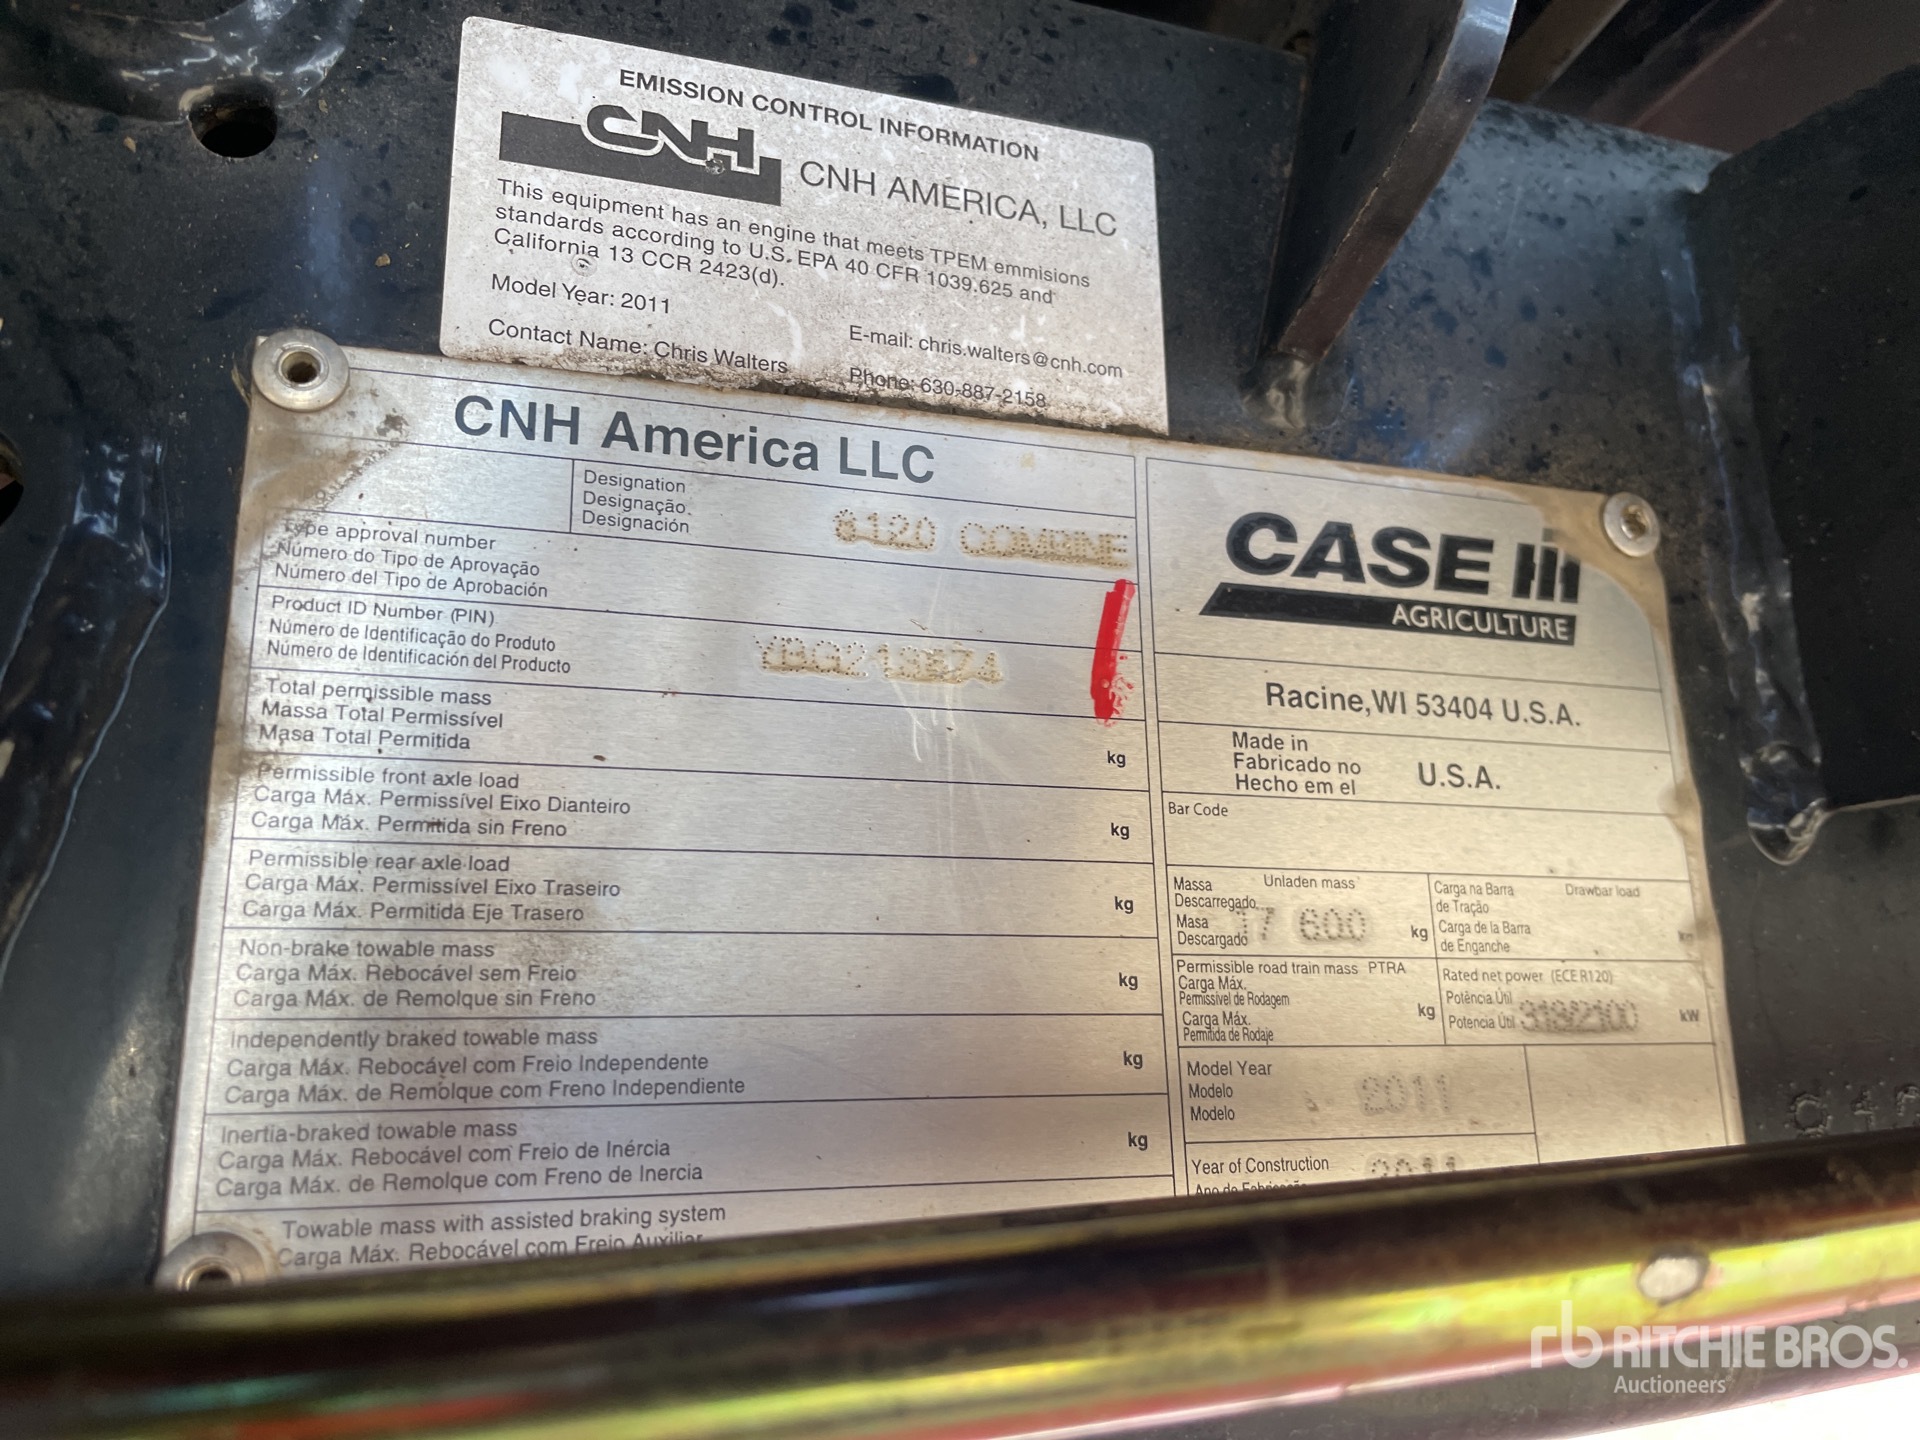 EMISSION CONTROL INFORMATION
CNH CNH AMERICA, LLC
This equipment has an engine that meets TPEM emmisions
standards according to U.S. EPA 40 CFR 1039.625 and
California 13 CCR 2423(d).
Model Year: 2011
Contact Name: Chris Walters
E-mail: chris.walters@cnh.com
Phone: 630-887-2158
CNH America LLC
Designation
Designação
Designación
8120 COMBINE
Type approval number
Número do Tipo de Aprovação
Número del Tipo de Aprobación
Product ID Number (PIN)
Número de Identificação do Produto
Número de Identificación del Producto
Total permissible mass
Massa Total Permissível
Masa Total Permitida
kg
Permissible front axle load
Carga Máx. Permissível Eixo Dianteiro
Carga Máx. Permitida sin Freno
kg
Permissible rear axle load
Carga Máx. Permissível Eixo Traseiro
Carga Máx. Permitida Eje Trasero
kg
Non-brake towable mass
Carga Máx. Rebocável sem Freio
Carga Máx. de Remolque sin Freno
kg
Independently braked towable mass
Carga Máx. Rebocável com Freio Independente
Carga Máx. de Remolque com Freno Independiente
kg
Inertia-braked towable mass
Carga Máx. Rebocável com Freio de Inércia
Carga Máx. de Remolque com Freno de Inercia
kg
Towable mass with assisted braking system
Carga Máx. Rebocável com Freio Auxiliar
CASE IH
AGRICULTURE
Racine,WI 53404 U.S.A.
Made in
Fabricado no
Hecho em el
U.S.A.
Bar Code
Massa Unladen mass
Descarregado
Masa
Descargado
17 600 kg
Carga na Barra Drawbar load
de Tração
Carga de la Barra
de Enganche
Permissible road train mass PTRA
Carga Máx.
Permissível de Rodagem
Carga Máx.
Permitida de Rodaje
kg
Rated net power (ECE R120)
Potência Útil
Potencia Útil 318/2100 kW
Model Year
Modelo
Modelo
2011
Year of Construction 2011
rb RITCHIE BROS.
Auctioneers